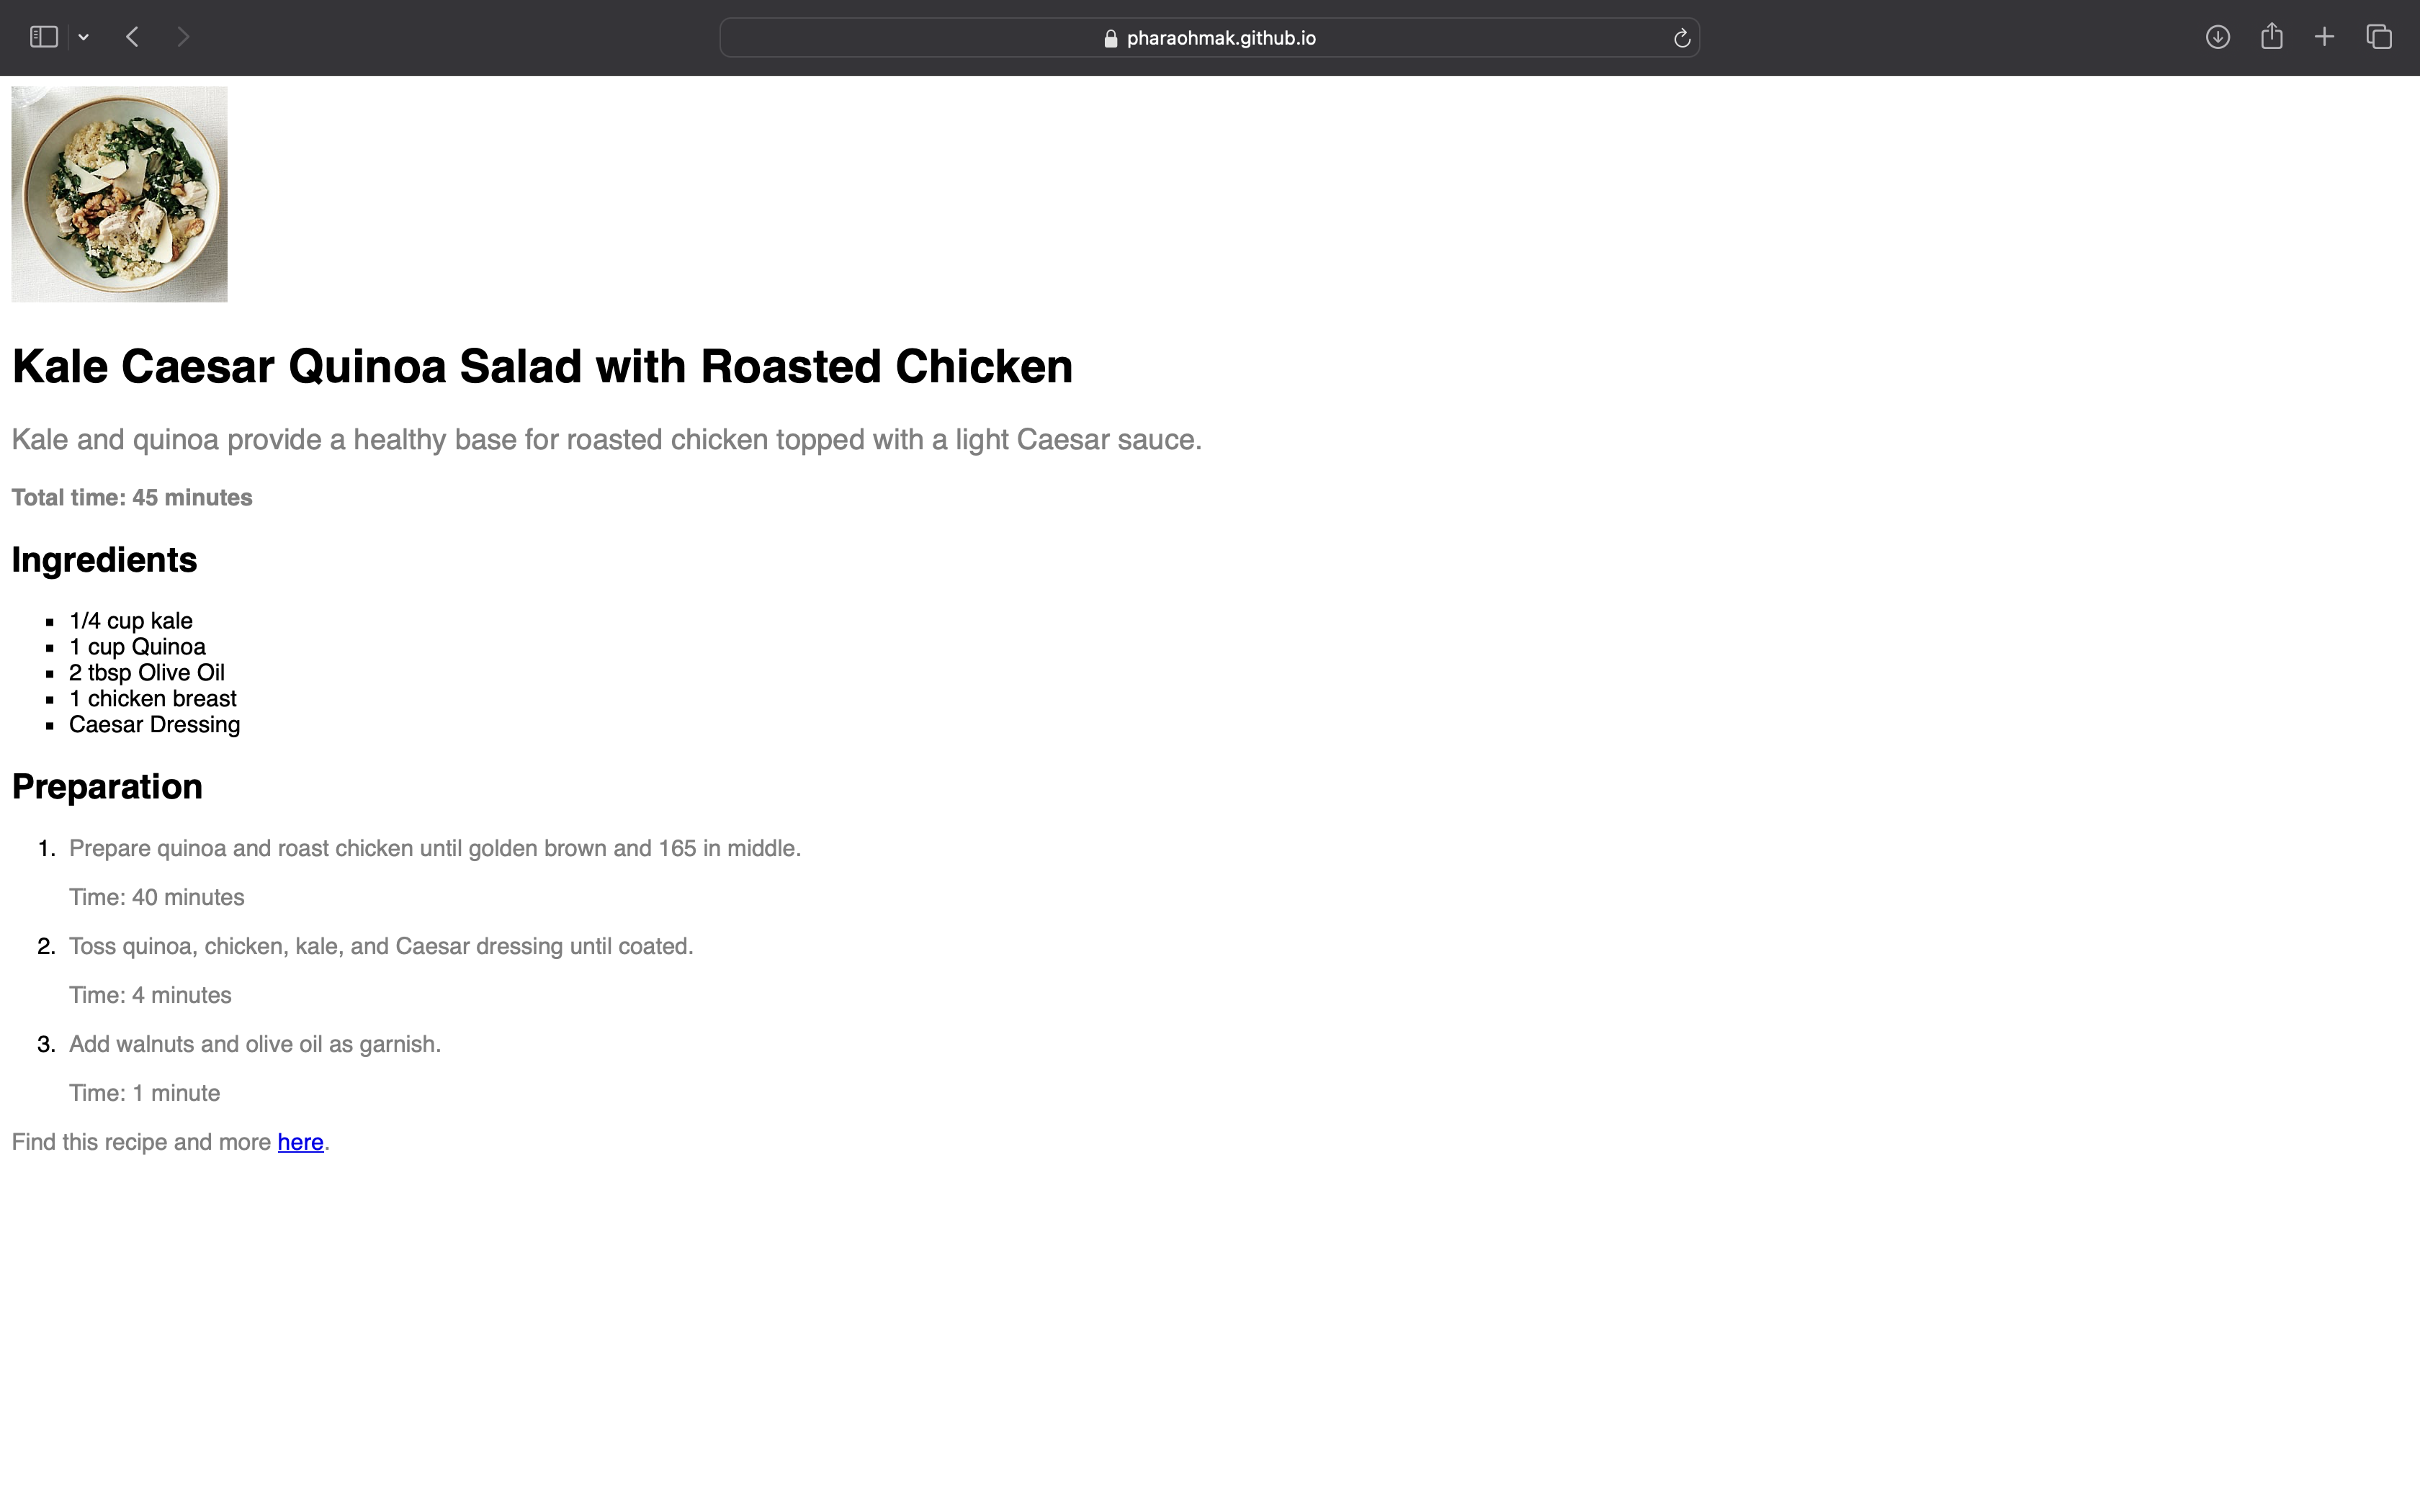 pharaohmak.github.io
Kale Caesar Quinoa Salad with Roasted Chicken
Kale and quinoa provide a healthy base for roasted chicken topped with a light Caesar sauce.
Total time: 45 minutes
Ingredients
1/4 cup kale
1 cup Quinoa
2 tbsp Olive Oil
1 chicken breast
Caesar Dressing
Preparation
1. Prepare quinoa and roast chicken until golden brown and 165 in middle.
Time: 40 minutes
2. Toss quinoa, chicken, kale, and Caesar dressing until coated.
Time: 4 minutes
3. Add walnuts and olive oil as garnish.
Time: 1 minute
Find this recipe and more here.